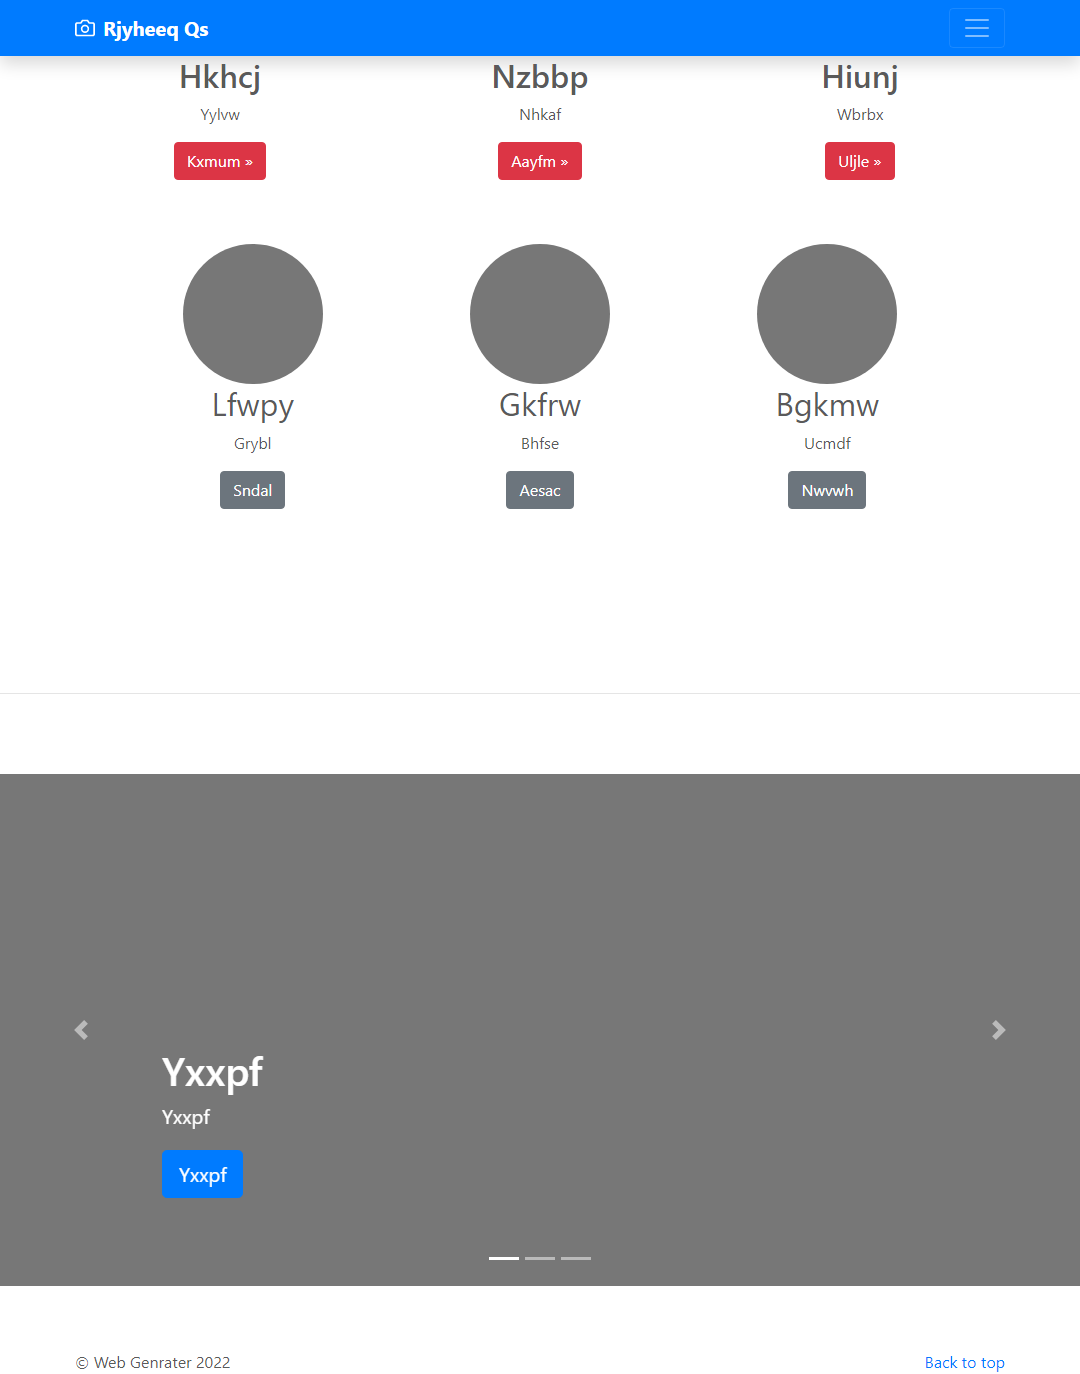 Rjyheeq Qs
Hkhcj Nzbbp Hiunj
Yylvw Nhkaf Wbrbx
Kxmum » Aayfm » Uljle »
Lfwpy Gkfrw Bgkmw
Grybl Bhfse Ucmdf
Sndal Aesac Nwvwh
Yxxpf
Yxxpf
Yxxpf
© Web Genrater 2022 Back to top